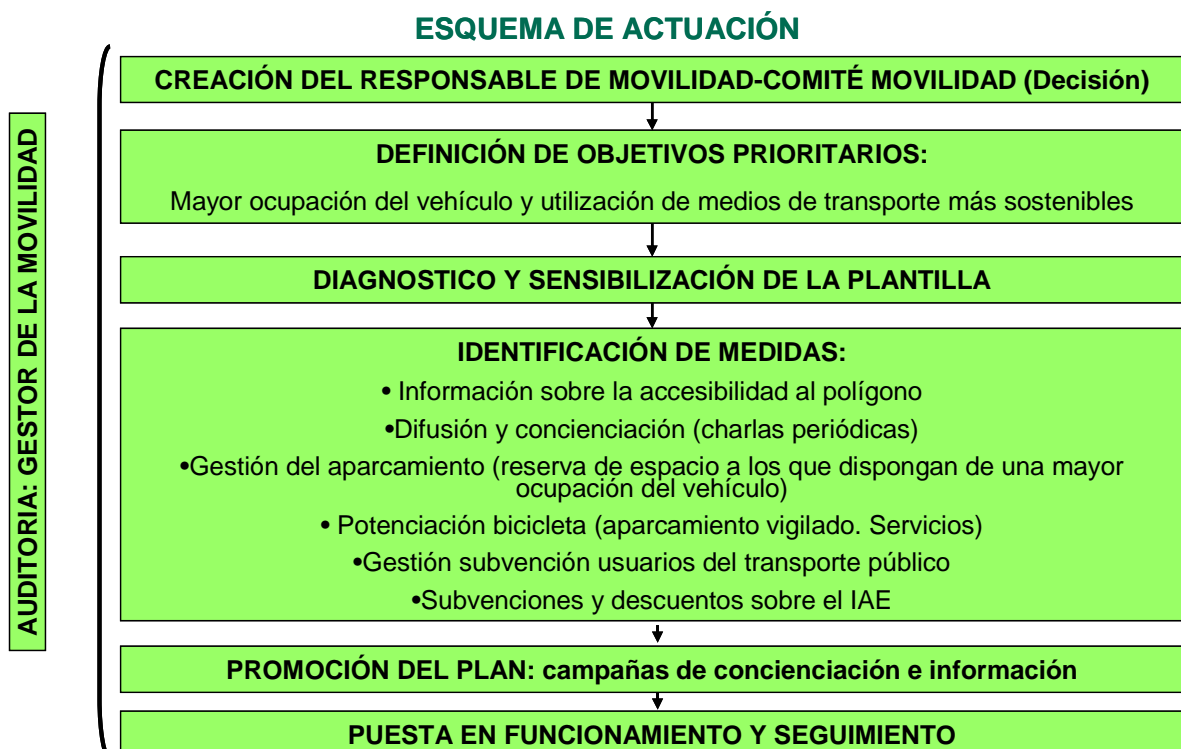 ESQUEMA DE ACTUACIÓN
AUDITORIA: GESTOR DE LA MOVILIDAD
CREACIÓN DEL RESPONSABLE DE MOVILIDAD-COMITÉ MOVILIDAD (Decisión)
DEFINICIÓN DE OBJETIVOS PRIORITARIOS:
Mayor ocupación del vehículo y utilización de medios de transporte más sostenibles
DIAGNOSTICO Y SENSIBILIZACIÓN DE LA PLANTILLA
IDENTIFICACIÓN DE MEDIDAS:
• Información sobre la accesibilidad al polígono
•Difusión y concienciación (charlas periódicas)
•Gestión del aparcamiento (reserva de espacio a los que dispongan de una mayor
ocupación del vehículo)
• Potenciación bicicleta (aparcamiento vigilado. Servicios)
•Gestión subvención usuarios del transporte público
•Subvenciones y descuentos sobre el IAE
PROMOCIÓN DEL PLAN: campañas de concienciación e información
PUESTA EN FUNCIONAMIENTO Y SEGUIMIENTO